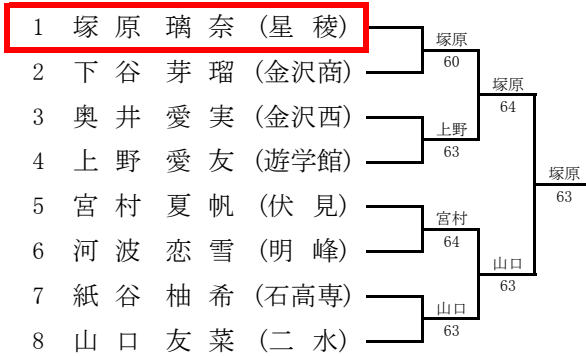 1 塚原 璃奈 (星 稜)
2 下谷 芽瑠 (金沢商)
3 奥井 愛実 (金沢西)
4 上野 愛友 (遊学館)
5 宮村 夏帆 (伏 見)
6 河波 恋雪 (明 峰)
7 紙谷 柚希 (石高専)
8 山口 友菜 (二 水)
塚原
60
上野
63
宮村
64
山口
63
塚原
64
山口
63
塚原
63